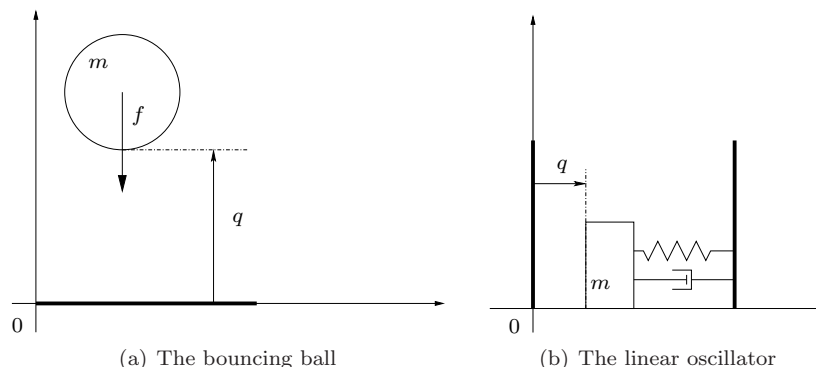 m
f
q
0
(a) The bouncing ball
q
m
0
(b) The linear oscillator